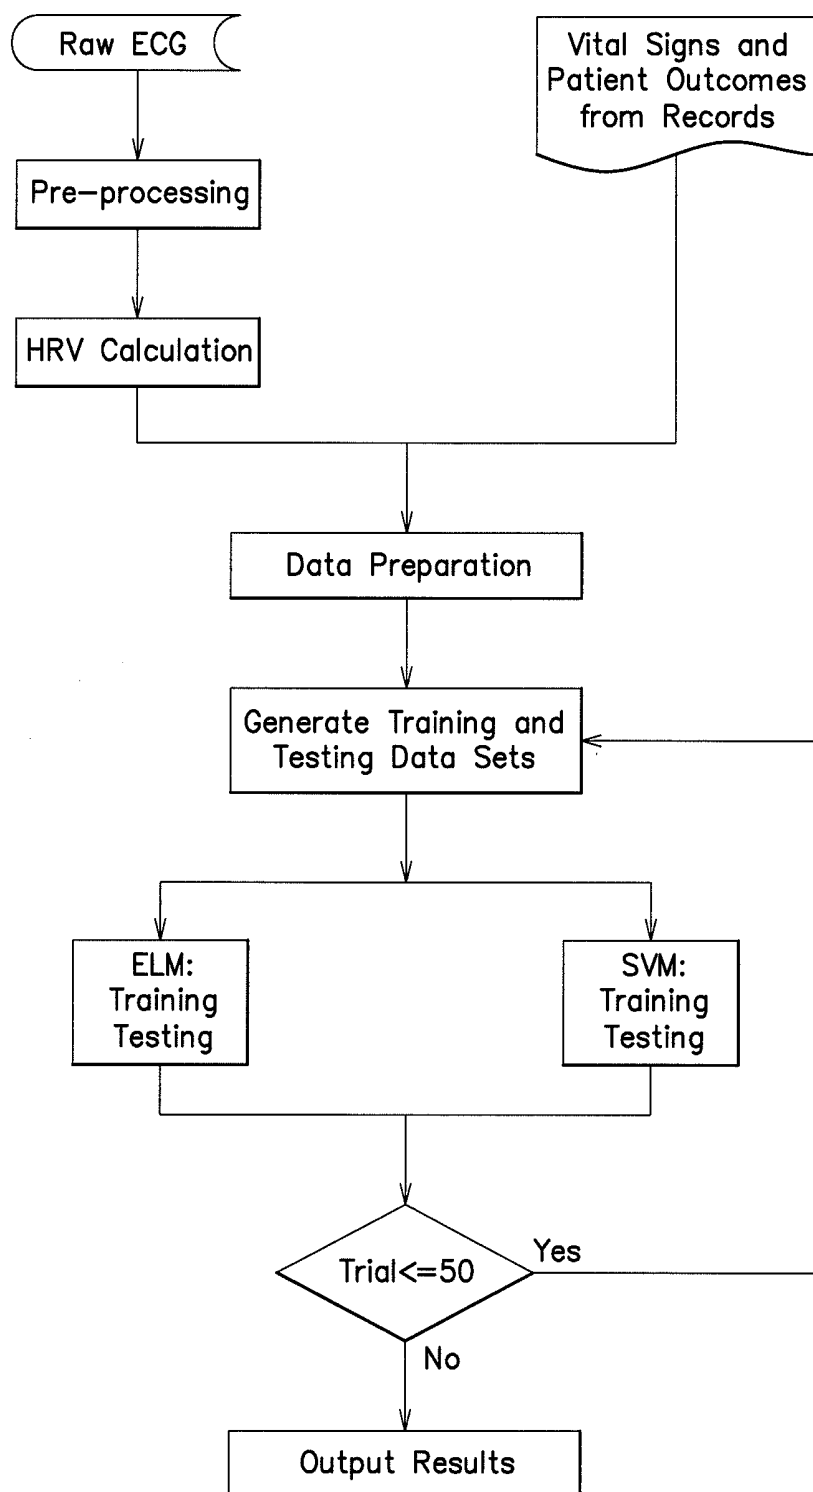 Raw ECG
Vital Signs and
Patient Outcomes
from Records
Pre-processing
HRV Calculation
Data Preparation
Generate Training and
Testing Data Sets
ELM:
Training
Testing
SVM:
Training
Testing
Trial<=50
Yes
No
Output Results